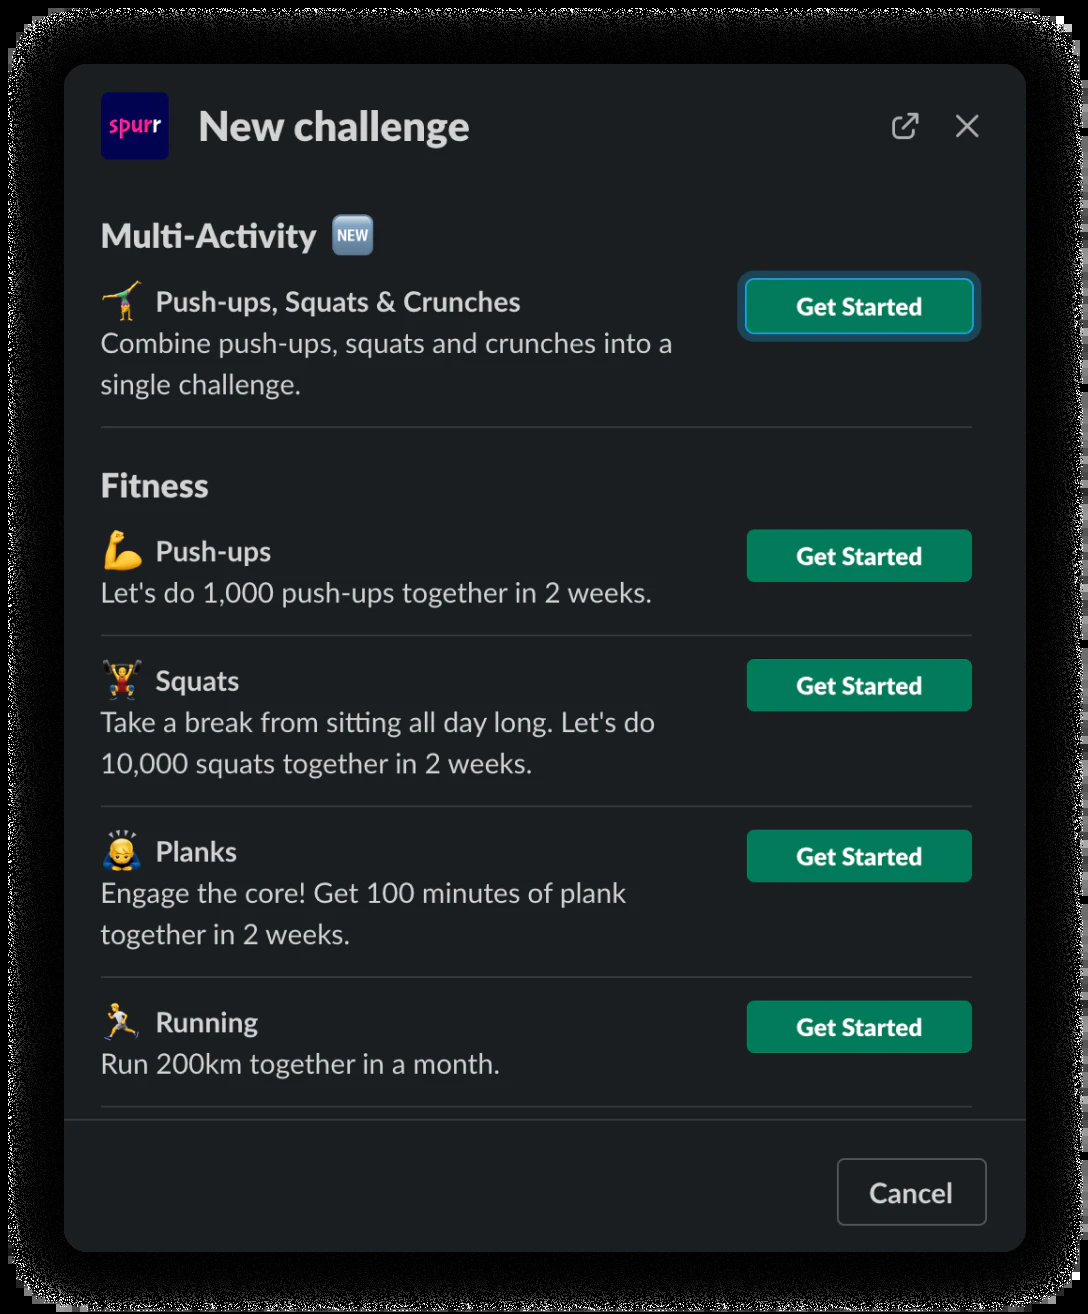 spurr
New challenge
Multi-Activity NEW
Push-ups, Squats & Crunches
Get Started
Combine push-ups, squats and crunches into a
single challenge.
Fitness
Push-ups
Get Started
Let's do 1,000 push-ups together in 2 weeks.
Squats
Get Started
Take a break from sitting all day long. Let's do
10,000 squats together in 2 weeks.
Planks
Get Started
Engage the core! Get 100 minutes of plank
together in 2 weeks.
Running
Get Started
Run 200km together in a month.
Cancel